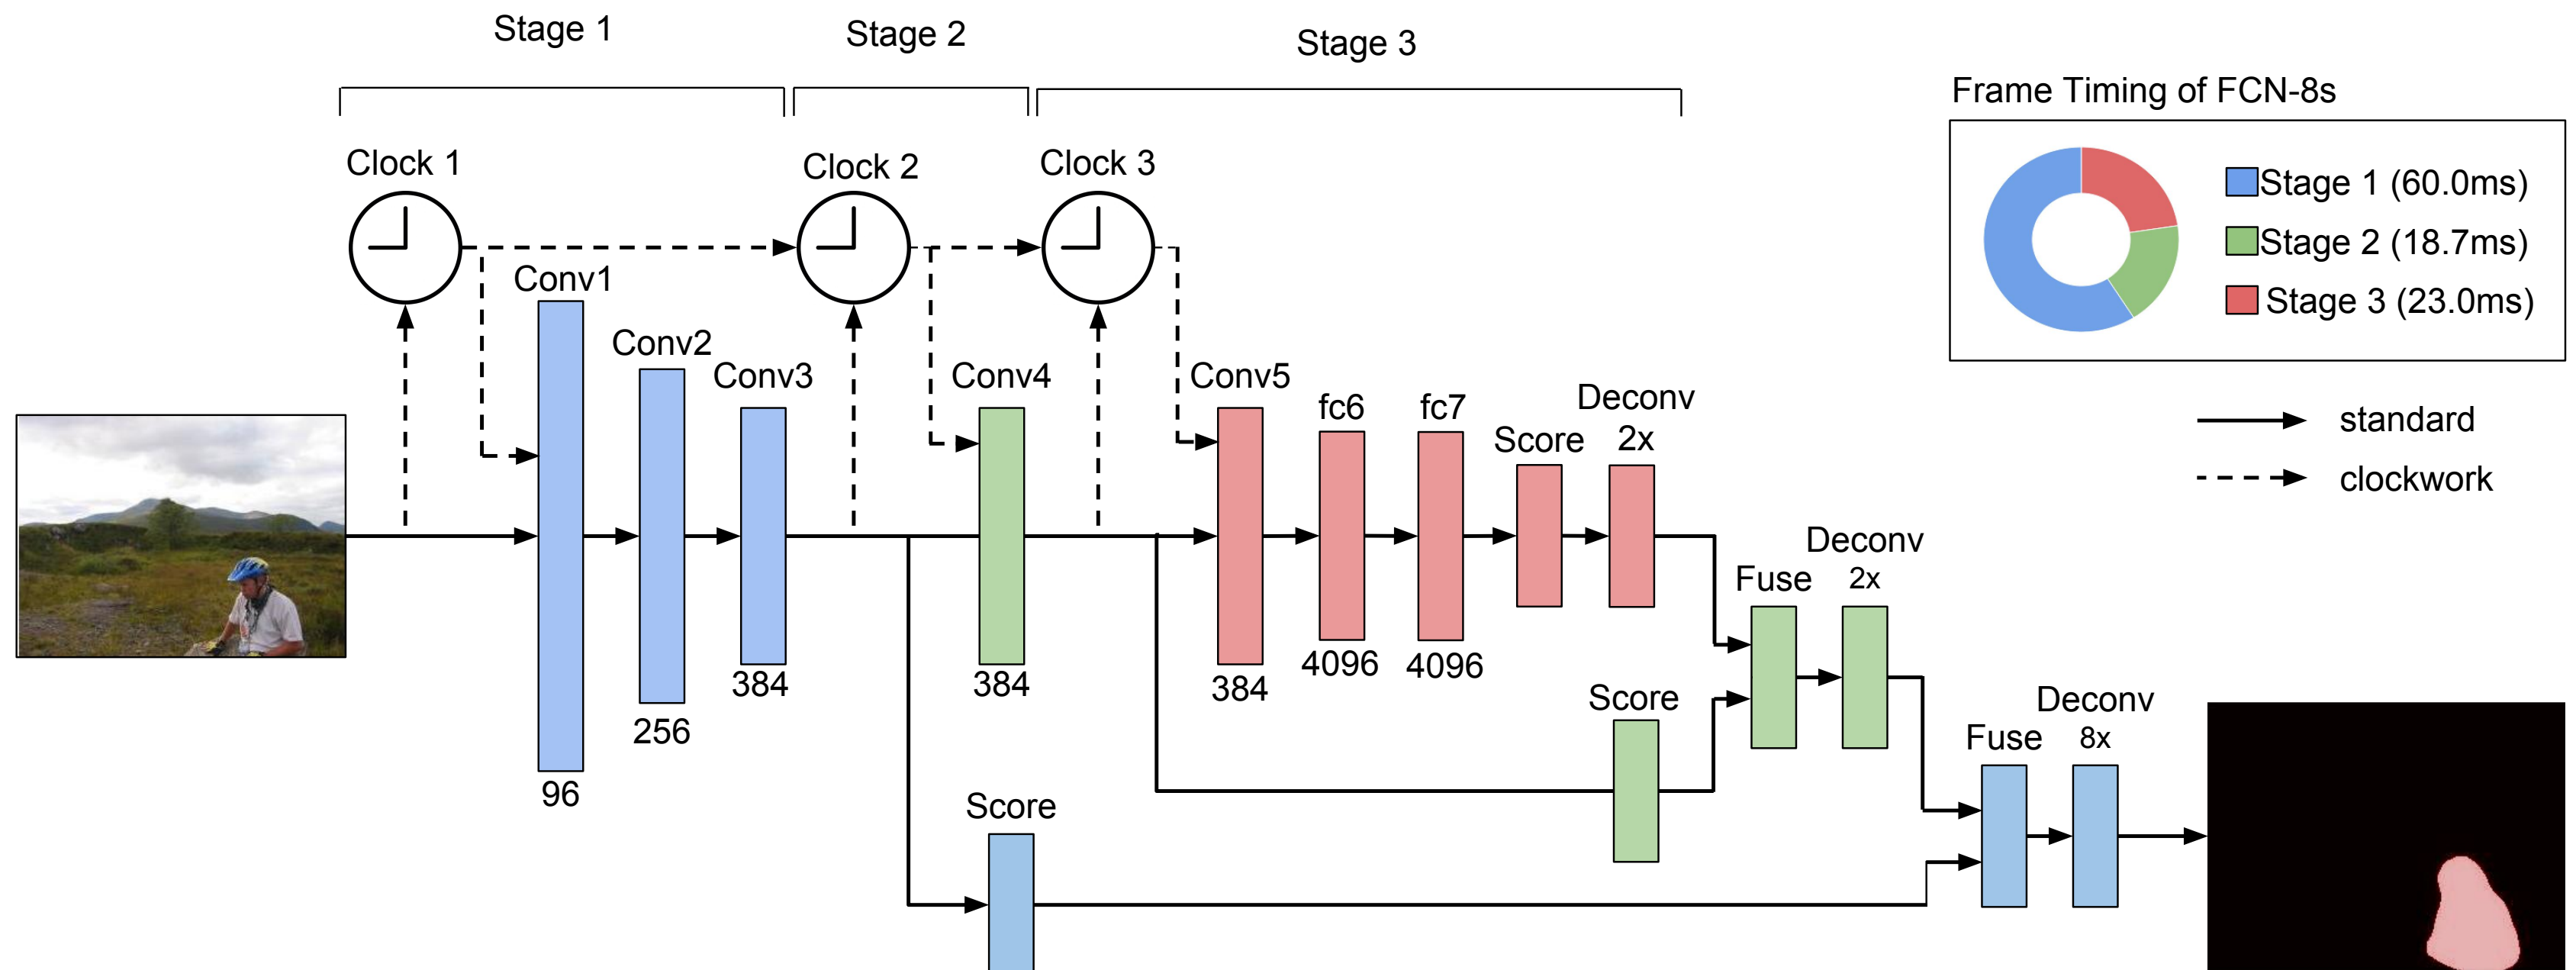 Stage 1
Stage 2
Stage 3
Frame Timing of FCN-8s
Stage 1 (60.0ms)
Stage 2 (18.7ms)
Stage 3 (23.0ms)
standard
clockwork
Clock 1
Clock 2
Clock 3
Conv1
Conv2
Conv3
Conv4
Conv5
fc6
fc7
Score
Deconv
2x
96
256
384
384
384
4096
4096
Fuse
Deconv
2x
Score
Score
Fuse
Deconv
8x